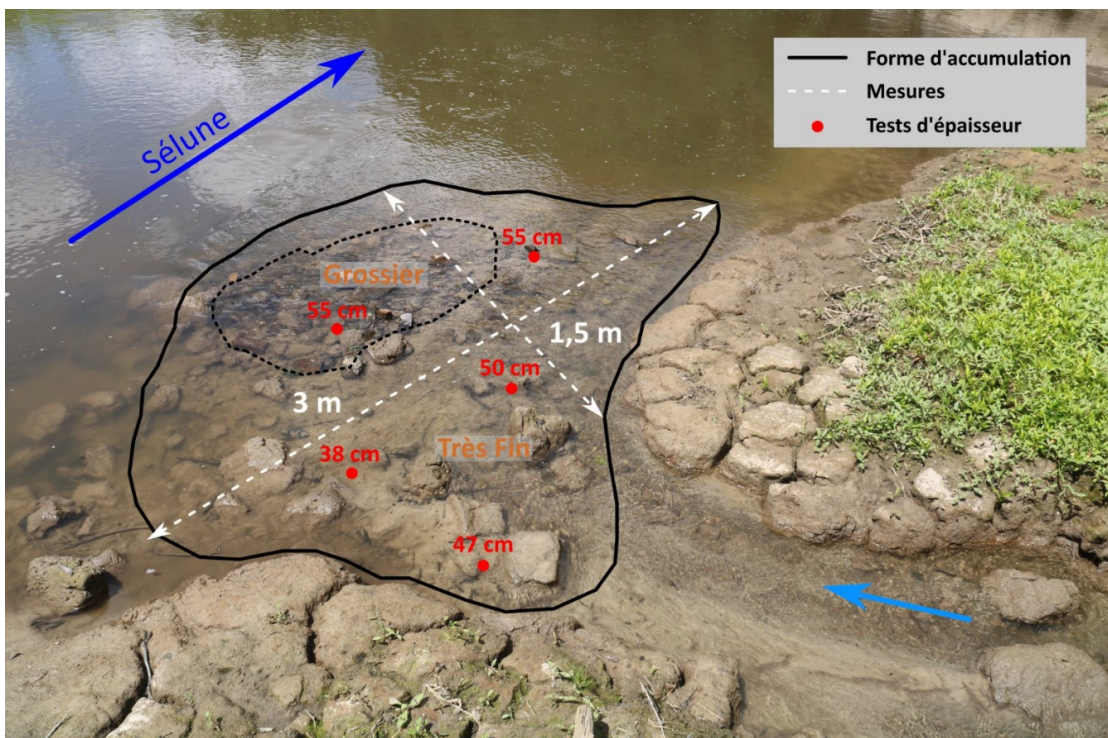 Forme d'accumulation
Mesures
Tests d'épaisseur
Sélune
55 cm
Grossier
55 cm
1,5 m
50 cm
3 m
Très Fin
38 cm
47 cm